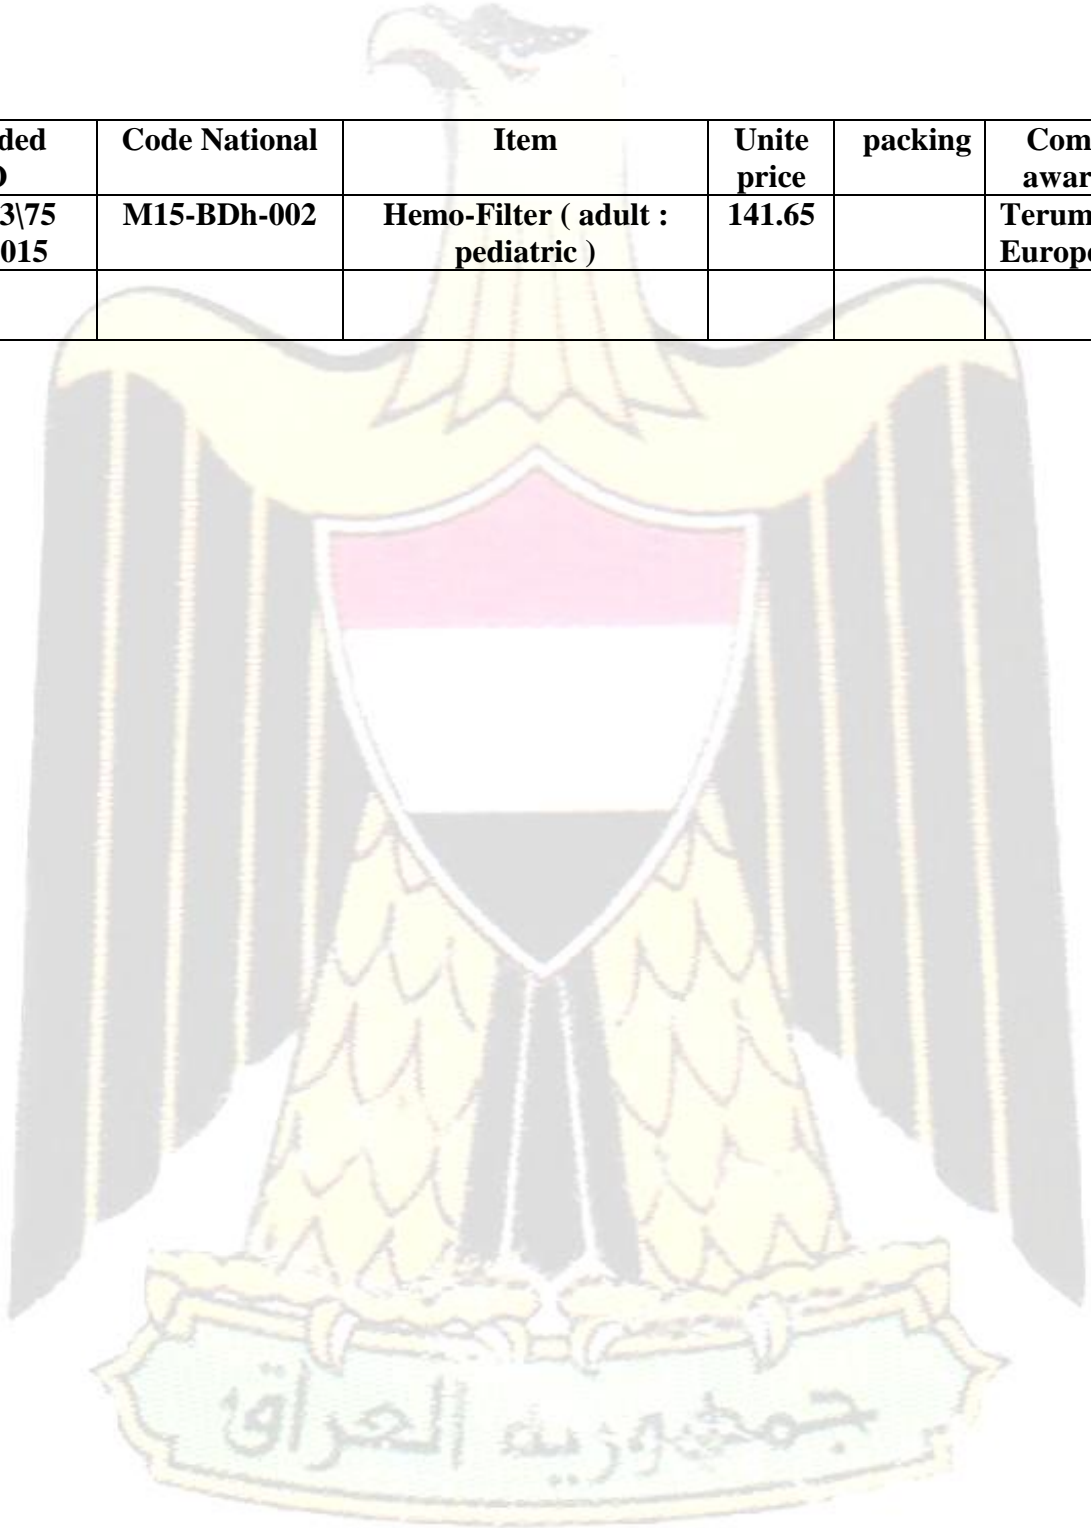 ded Code National Item Unite packing Com
price awar
3\75 M15-BDh-002 Hemo-Filter ( adult : 141.65 Terum
015 pediatric ) Europe
جمهورية العراق